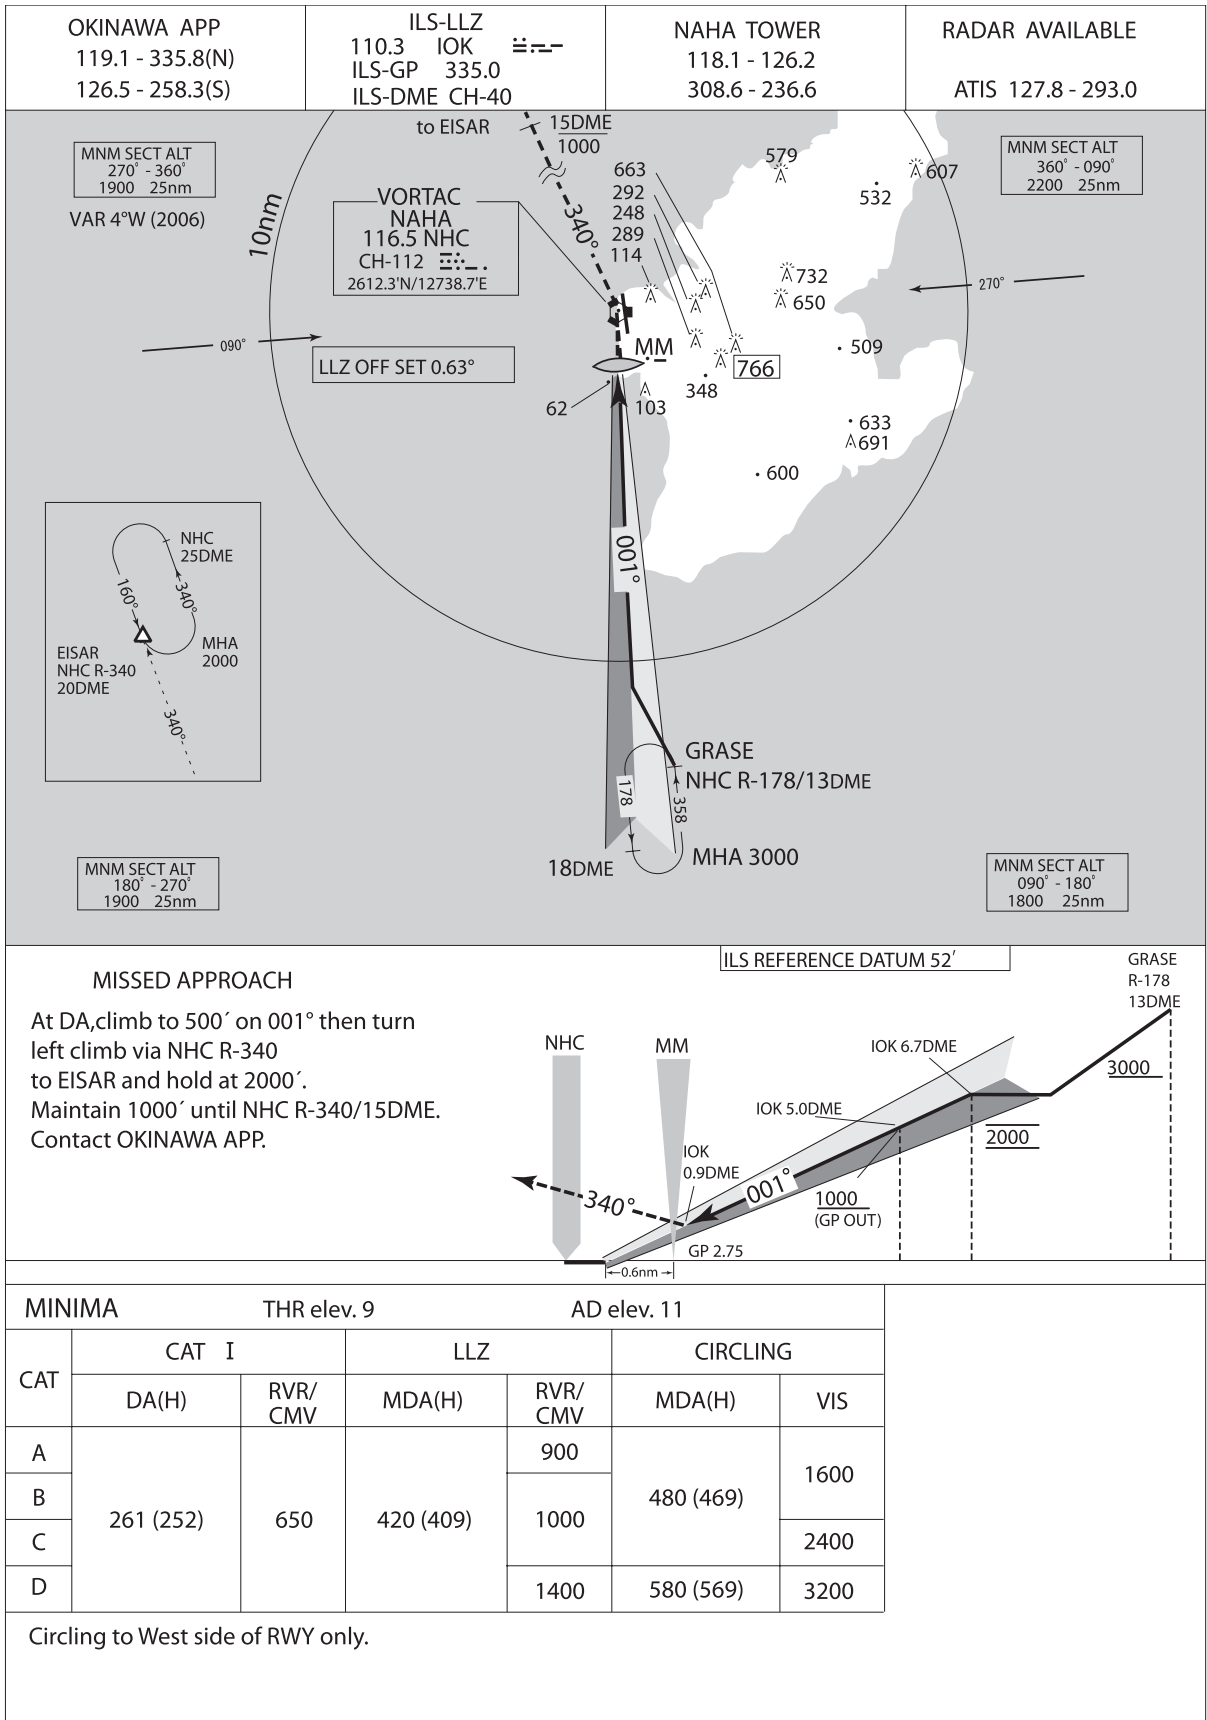 OKINAWA APP
119.1 - 335.8(N)
126.5 - 258.3(S)
ILS-LLZ
110.3 IOK
ILS-GP 335.0
ILS-DME CH-40
NAHA TOWER
118.1 - 126.2
308.6 - 236.6
RADAR AVAILABLE
ATIS 127.8 - 293.0
to EISAR
15DME
1000
MNM SECT ALT
270° - 360°
1900 25nm
VAR 4°W (2006)
10nm
VORTAC
NAHA
116.5 NHC
CH-112
2612.3'N/12738.7'E
340°
663
292
248
289
114
579
532
607
MNM SECT ALT
360° - 090°
2200 25nm
732
650
270°
090°
LLZ OFF SET 0.63°
MM
766
509
62
103
348
633
691
600
001°
NHC
25DME
160°
340°
MHA
2000
EISAR
NHC R-340
20DME
340°
GRASE
NHC R-178/13DME
178
358
18DME
MHA 3000
MNM SECT ALT
180° - 270°
1900 25nm
MNM SECT ALT
090° - 180°
1800 25nm
ILS REFERENCE DATUM 52´
MISSED APPROACH
At DA,climb to 500´ on 001° then turn
left climb via NHC R-340
to EISAR and hold at 2000´.
Maintain 1000´ until NHC R-340/15DME.
Contact OKINAWA APP.
GRASE
R-178
13DME
NHC
MM
IOK 6.7DME
3000
IOK 5.0DME
2000
IOK
0.9DME
340°
001°
1000
(GP OUT)
GP 2.75
0.6nm
MINIMA THR elev. 9 AD elev. 11
CAT CAT I LLZ CIRCLING
DA(H) RVR/CMV MDA(H) RVR/CMV MDA(H) VIS
A 900
B 480 (469) 1600
261 (252) 650 420 (409) 1000
C 2400
D 1400 580 (569) 3200
Circling to West side of RWY only.